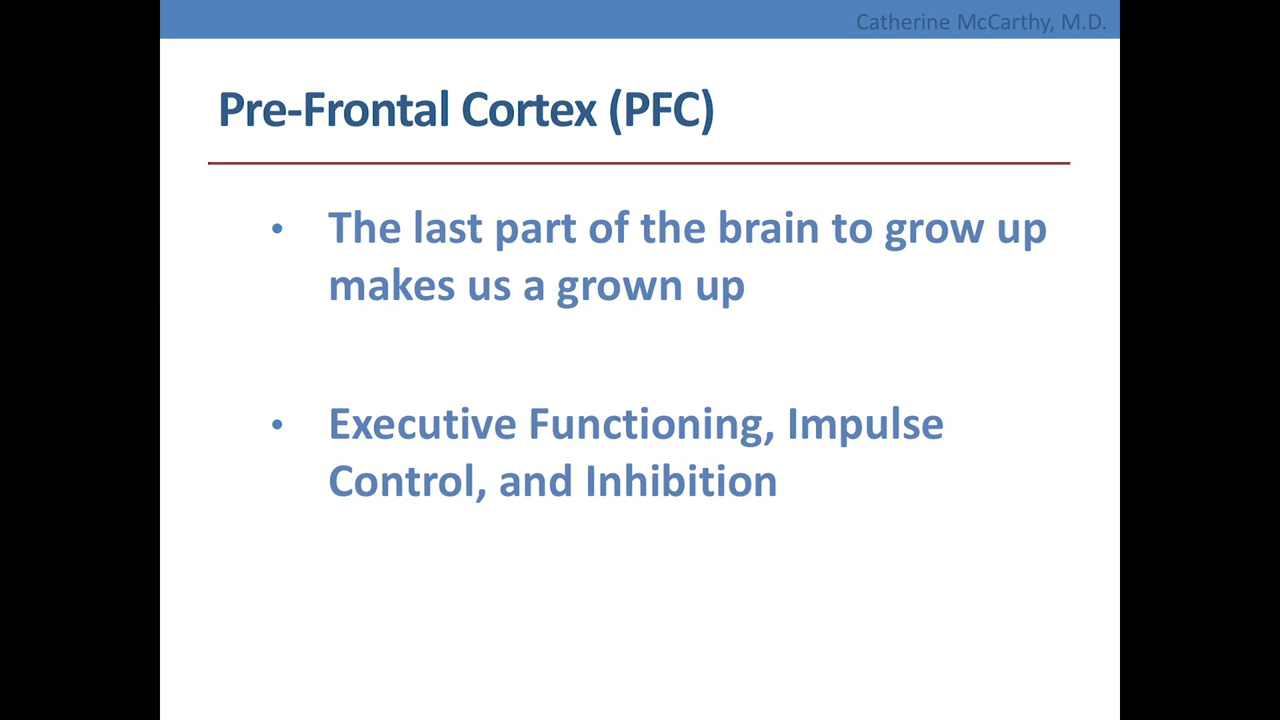 Catherine McCarthy, M.D.
Pre-Frontal Cortex (PFC)
• The last part of the brain to grow up
makes us a grown up
• Executive Functioning, Impulse
Control, and Inhibition